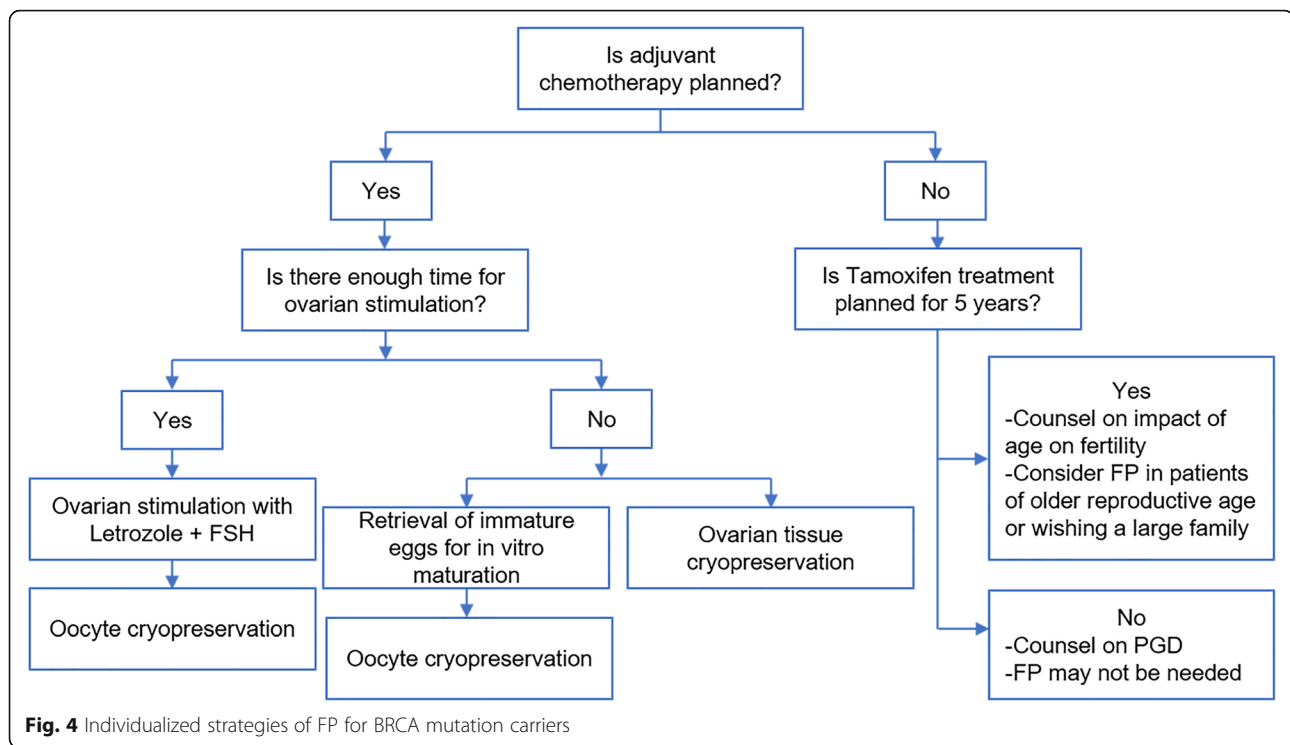 Is adjuvant
chemotherapy planned?
Yes
No
Is there enough time for
ovarian stimulation?
Is Tamoxifen treatment
planned for 5 years?
Yes
No
Ovarian stimulation with
Letrozole + FSH
Retrieval of immature
eggs for in vitro
maturation
Ovarian tissue
cryopreservation
Oocyte cryopreservation
Oocyte cryopreservation
Yes
-Counsel on impact of
age on fertility
-Consider FP in patients
of older reproductive age
or wishing a large family
No
-Counsel on PGD
-FP may not be needed
Fig. 4 Individualized strategies of FP for BRCA mutation carriers